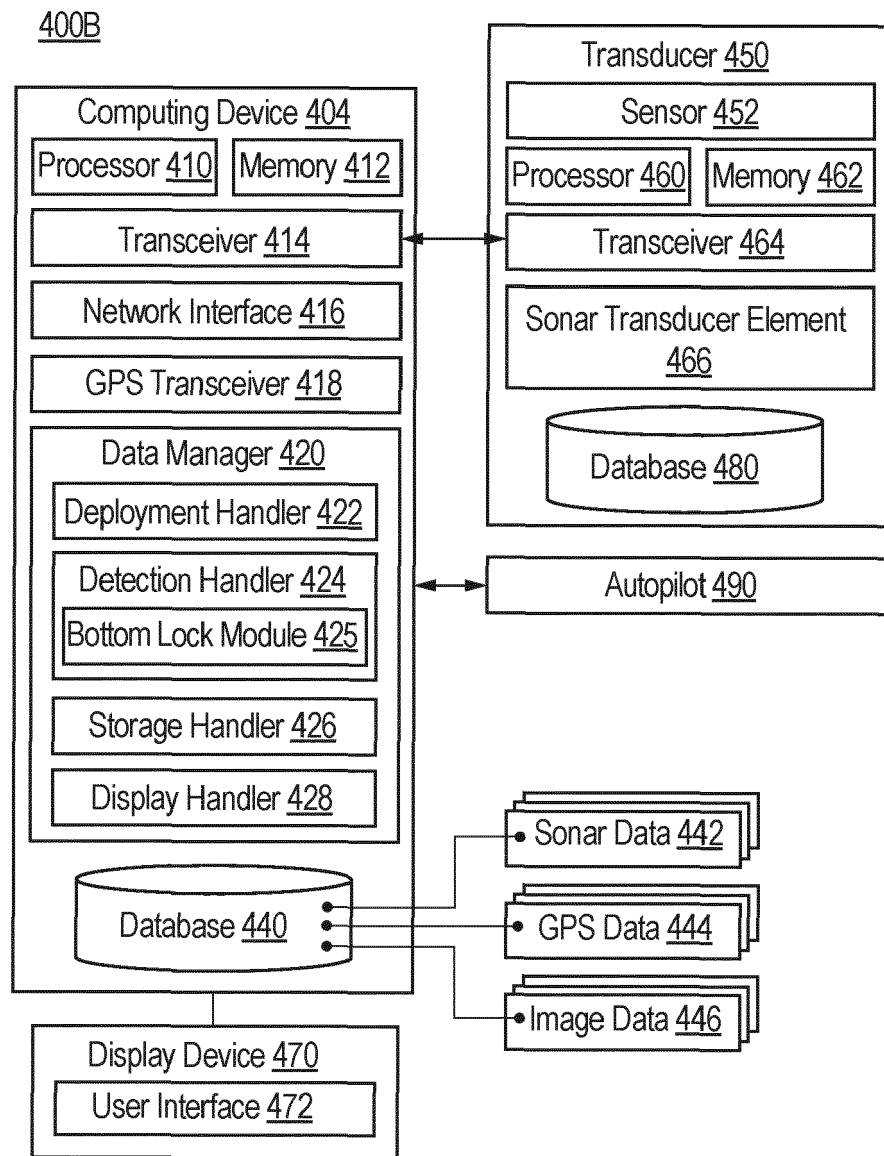 400B
Computing Device 404
Processor 410
Memory 412
Transceiver 414
Network Interface 416
GPS Transceiver 418
Data Manager 420
Deployment Handler 422
Detection Handler 424
Bottom Lock Module 425
Storage Handler 426
Display Handler 428
Database 440
Display Device 470
User Interface 472
Transducer 450
Sensor 452
Processor 460
Memory 462
Transceiver 464
Sonar Transducer Element
466
Database 480
Autopilot 490
Sonar Data 442
GPS Data 444
Image Data 446